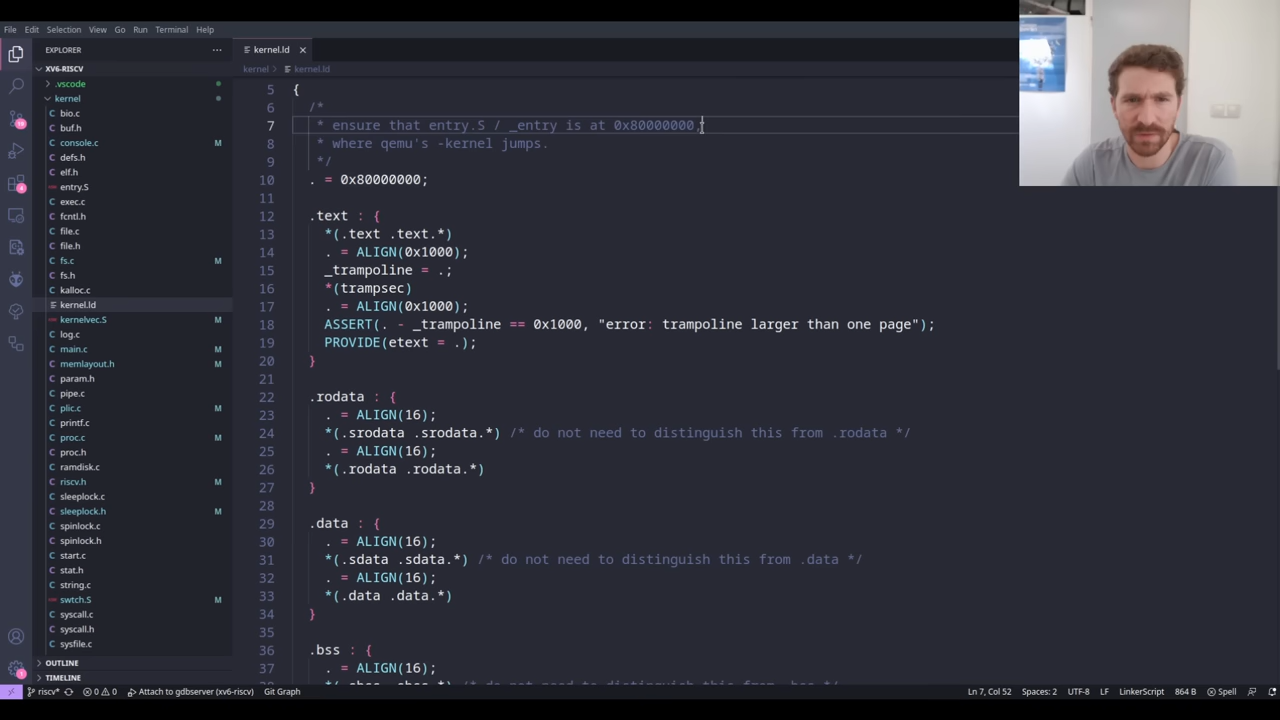 File Edit Selection View Go Run Terminal Help
EXPLORER ···
kernel.ld
XV6-RISCV
kernel > kernel.ld
.vscode
kernel
bio.c
buf.h
console.c M
defs.h
elf.h
entry.S
exec.c
fcntl.h
file.c
file.h
fs.c M
fs.h
kalloc.c
kernel.ld
kernelvec.S M
log.c
main.c M
memlayout.h M
param.h
pipe.c
plic.c M
printf.c
proc.c M
proc.h
ramdisk.c
riscv.h M
sleeplock.c
sleeplock.h M
spinlock.c
spinlock.h
start.c
stat.h
string.c
swtch.S M
syscall.c
syscall.h
sysfile.c
OUTLINE
TIMELINE
5 {
6 /*
7 * ensure that entry.S / _entry is at 0x80000000,
8 * where qemu's -kernel jumps.
9 */
10 . = 0x80000000;
11
12 .text : {
13 *(.text .text.*)
14 . = ALIGN(0x1000);
15 _trampoline = .;
16 *(trampsec)
17 . = ALIGN(0x1000);
18 ASSERT(. - _trampoline == 0x1000, "error: trampoline larger than one page");
19 PROVIDE(etext = .);
20 }
21
22 .rodata : {
23 . = ALIGN(16);
24 *(.srodata .srodata.*) /* do not need to distinguish this from .rodata */
25 . = ALIGN(16);
26 *(.rodata .rodata.*)
27 }
28
29 .data : {
30 . = ALIGN(16);
31 *(.sdata .sdata.*) /* do not need to distinguish this from .data */
32 . = ALIGN(16);
33 *(.data .data.*)
34 }
35
36 .bss : {
37 . = ALIGN(16);
riscv* 0 0 Attach to gdbserver (xv6-riscv) Git Graph Ln 7, Col 52 Spaces: 2 UTF-8 LF LinkerScript 864 B Spell